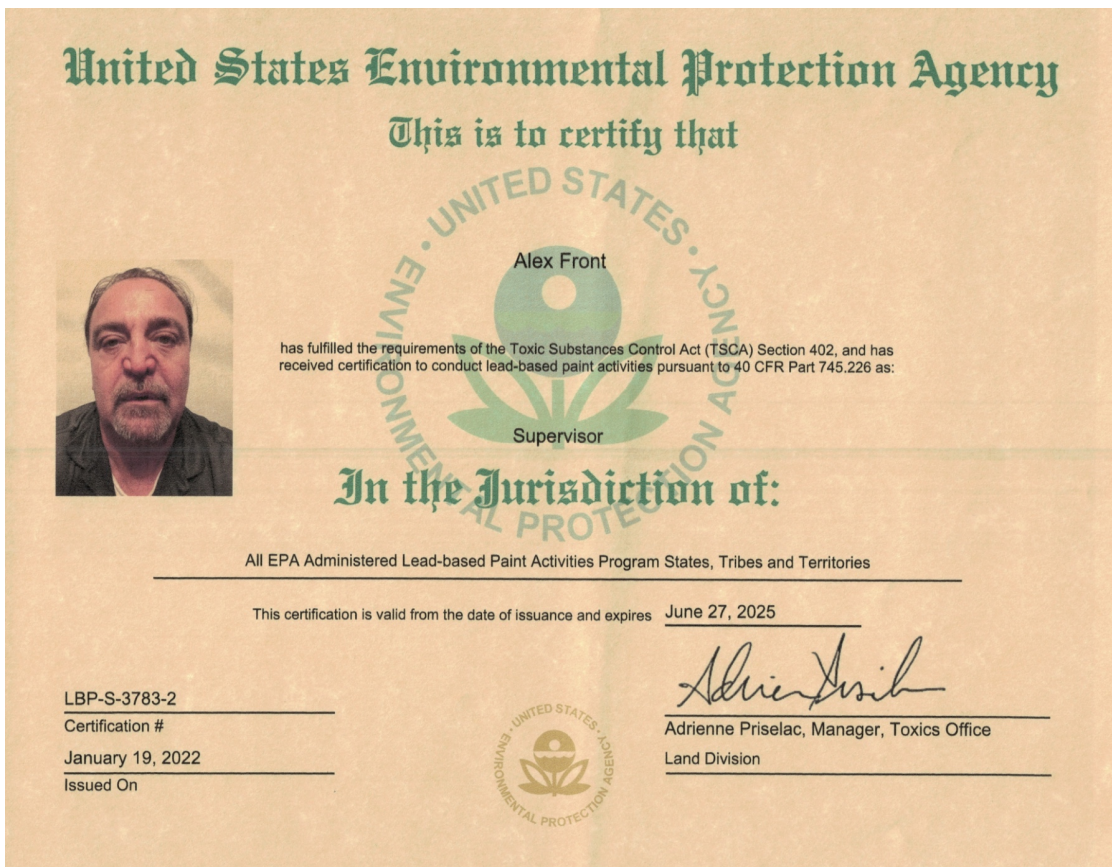 United States Environmental Protection Agency
This is to certify that
UNITED STATES • ENVIRONMENTAL PROTECTION AGENCY •
Alex Front
has fulfilled the requirements of the Toxic Substances Control Act (TSCA) Section 402, and has
received certification to conduct lead-based paint activities pursuant to 40 CFR Part 745.226 as:
Supervisor
In the Jurisdiction of:
All EPA Administered Lead-based Paint Activities Program States, Tribes and Territories
This certification is valid from the date of issuance and expires June 27, 2025
LBP-S-3783-2
Certification #
January 19, 2022
Issued On
UNITED STATES • ENVIRONMENTAL PROTECTION AGENCY •
Adrienne Priselac, Manager, Toxics Office
Land Division